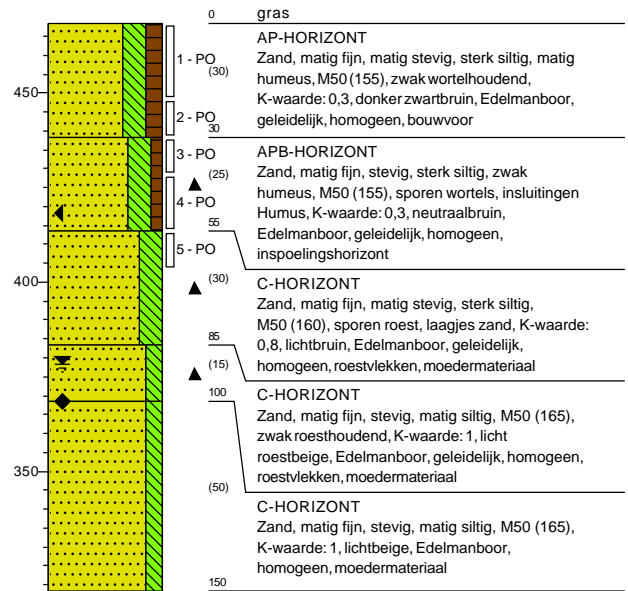 0 gras
AP-HORIZONT
Zand, matig fijn, matig stevig, sterk siltig, matig
humeus, M50 (155), zwak wortelhoudend,
K-waarde: 0,3, donker zwartbruin, Edelmanboor,
geleidelijk, homogeen, bouwvoor
1 - PO
(30)
450
2 - PO
30
APB-HORIZONT
Zand, matig fijn, stevig, sterk siltig, zwak
humeus, M50 (155), sporen wortels, insluitingen
Humus, K-waarde: 0,3, neutraalbruin,
Edelmanboor, geleidelijk, homogeen,
inspoelingshorizont
3 - PO
(25)
4 - PO
55
5 - PO
C-HORIZONT
Zand, matig fijn, matig stevig, sterk siltig,
M50 (160), sporen roest, laagjes zand, K-waarde:
0,8, lichtbruin, Edelmanboor, geleidelijk,
homogeen, roestvlekken, moedermateriaal
400
(30)
85
C-HORIZONT
Zand, matig fijn, stevig, matig siltig, M50 (165),
zwak roesthoudend, K-waarde: 1, licht
roestbeige, Edelmanboor, geleidelijk, homogeen,
roestvlekken, moedermateriaal
(15)
100
350
(50)
C-HORIZONT
Zand, matig fijn, stevig, matig siltig, M50 (165),
K-waarde: 1, lichtbeige, Edelmanboor,
homogeen, moedermateriaal
150